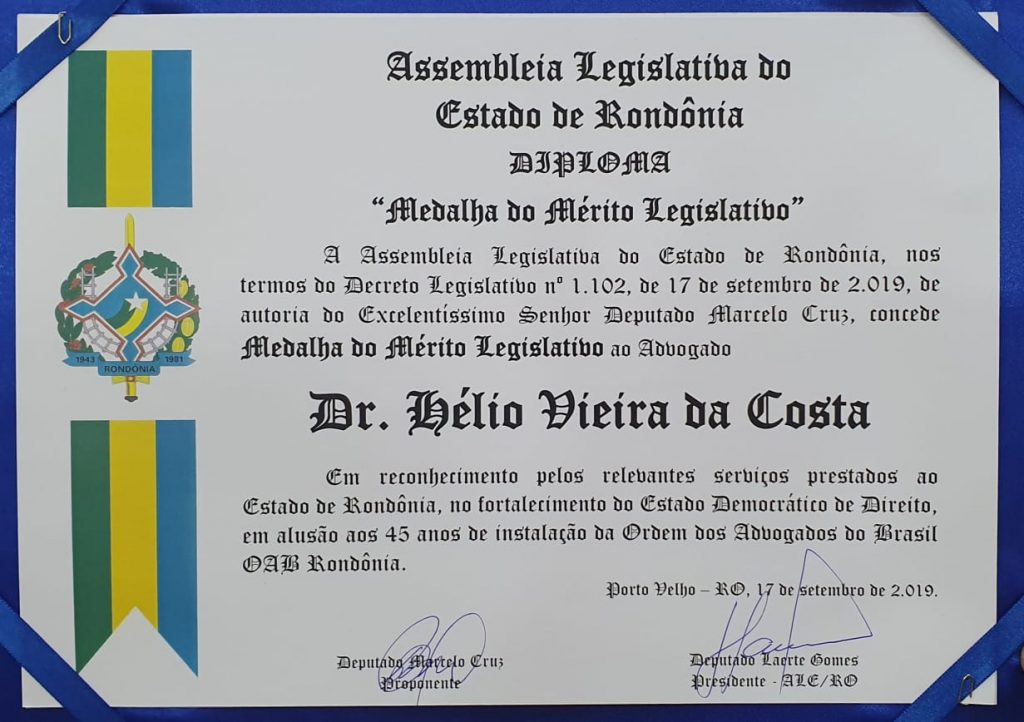 Assembleia Legislativa do
Estado de Rondônia
DIPLOMA
“Medalha do Mérito Legislativo”
A Assembleia Legislativa do Estado de Rondônia, nos
termos do Decreto Legislativo nº 1.102, de 17 de setembro de 2.019, de
autoria do Excelentíssimo Senhor Deputado Marcelo Cruz, concede
Medalha do Mérito Legislativo ao Advogado
1943 1981
RONDÔNIA
Dr. Hélio Vieira da Costa
Em reconhecimento pelos relevantes serviços prestados ao
Estado de Rondônia, no fortalecimento do Estado Democrático de Direito,
em alusão aos 45 anos de instalação da Ordem dos Advogados do Brasil
OAB Rondônia.
Porto Velho – RO, 17 de setembro de 2.019.
Deputado Marcelo Cruz
Proponente
Deputado Laerte Gomes
Presidente - ALE/RO